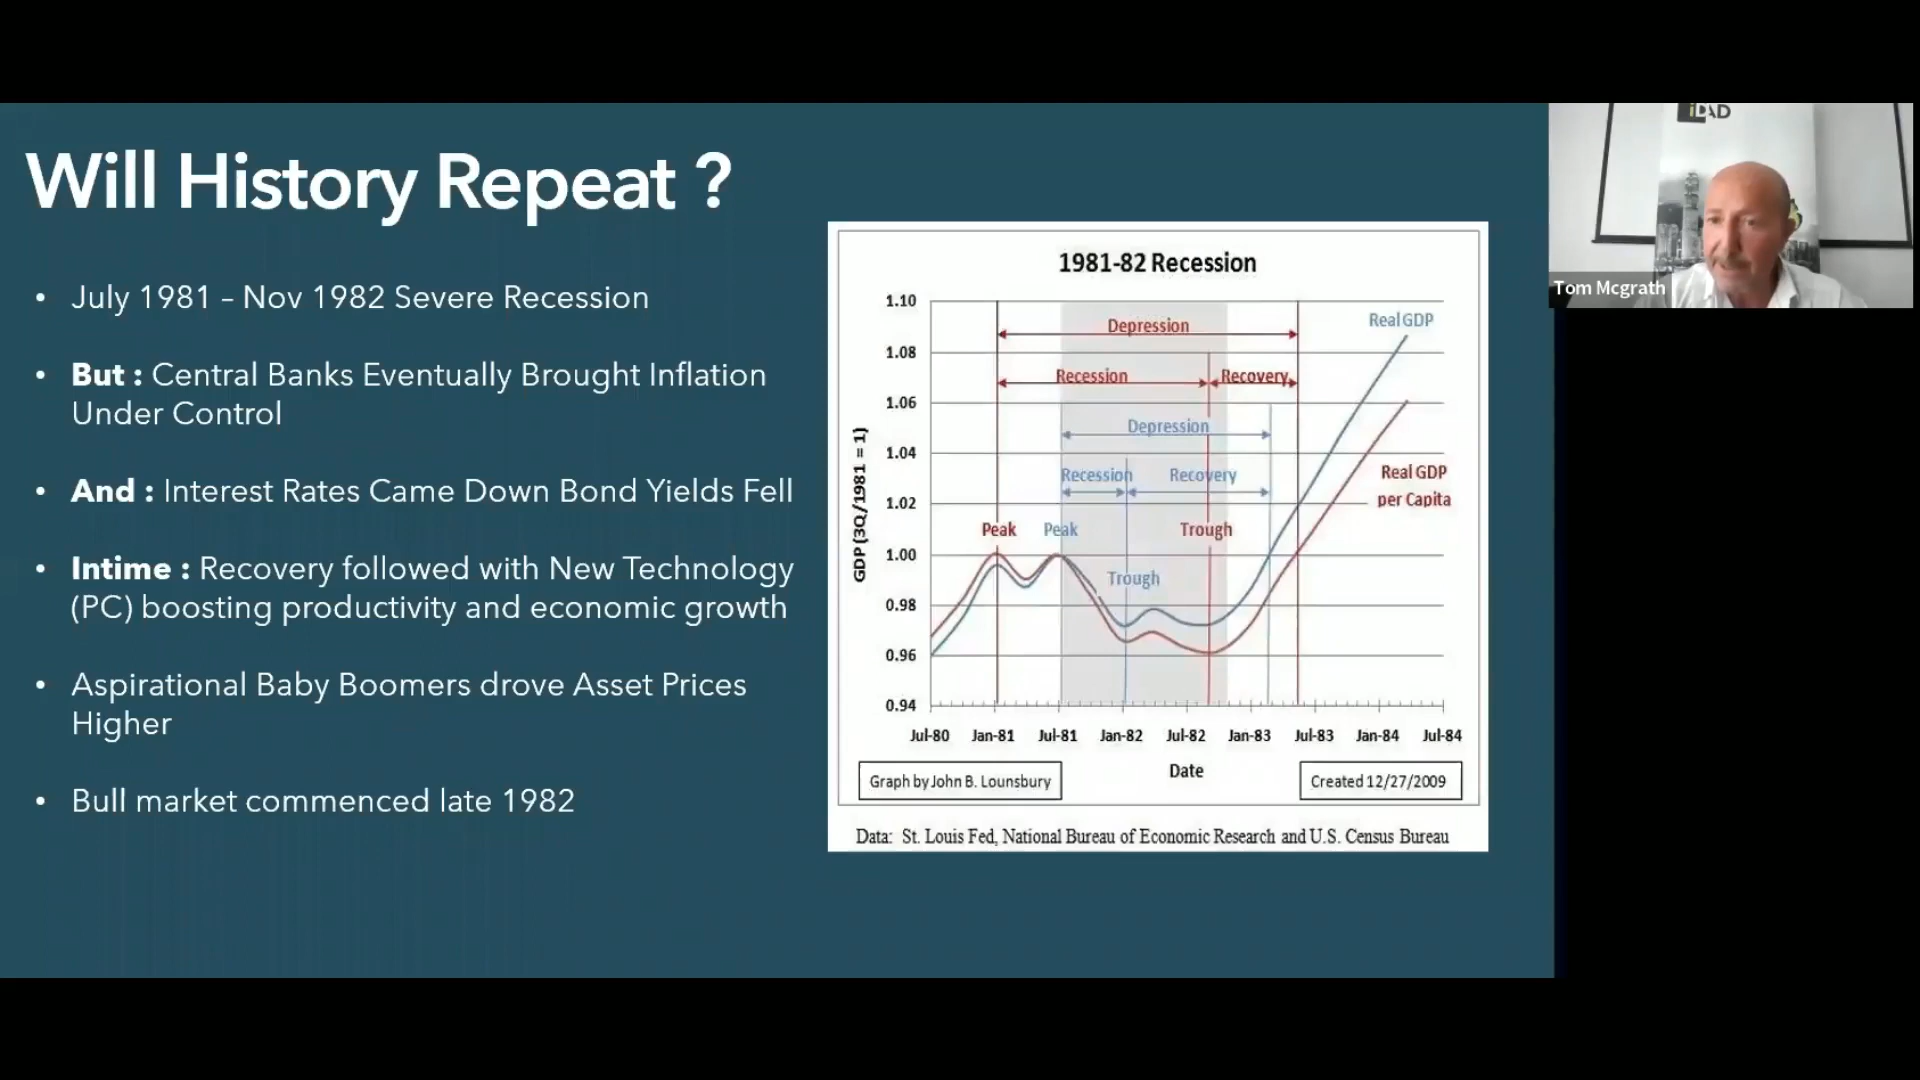 Will History Repeat ?
• July 1981 – Nov 1982 Severe Recession
• But : Central Banks Eventually Brought Inflation
Under Control
• And : Interest Rates Came Down Bond Yields Fell
• Intime : Recovery followed with New Technology
(PC) boosting productivity and economic growth
• Aspirational Baby Boomers drove Asset Prices
Higher
• Bull market commenced late 1982
1981-82 Recession
GDP (3Q/1981 = 1)
1.10
1.08
1.06
1.04
1.02
1.00
0.98
0.96
0.94
Depression
Real GDP
Recession
Recovery
Depression
Recession
Recovery
Real GDP
per Capita
Peak
Peak
Trough
Trough
Jul-80 Jan-81 Jul-81 Jan-82 Jul-82 Jan-83 Jul-83 Jan-84 Jul-84
Date
Graph by John B. Lounsbury
Created 12/27/2009
Data: St. Louis Fed, National Bureau of Economic Research and U.S. Census Bureau
iDAD
Tom Mcgrath